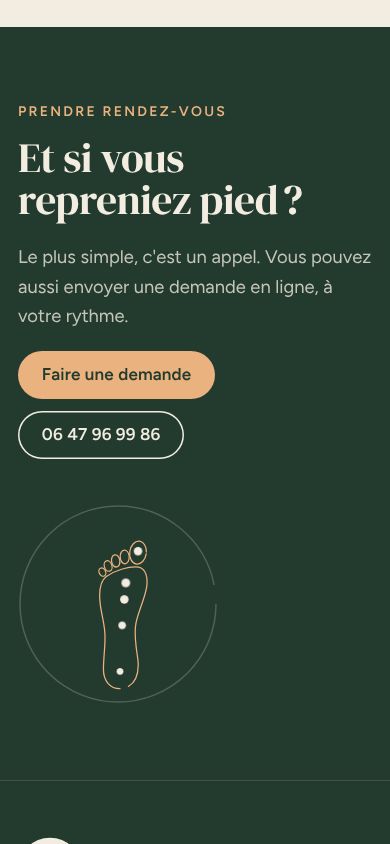 PRENDRE RENDEZ-VOUS
Et si vous
repreniez pied ?
Le plus simple, c'est un appel. Vous pouvez
aussi envoyer une demande en ligne, à
votre rythme.
Faire une demande
06 47 96 99 86